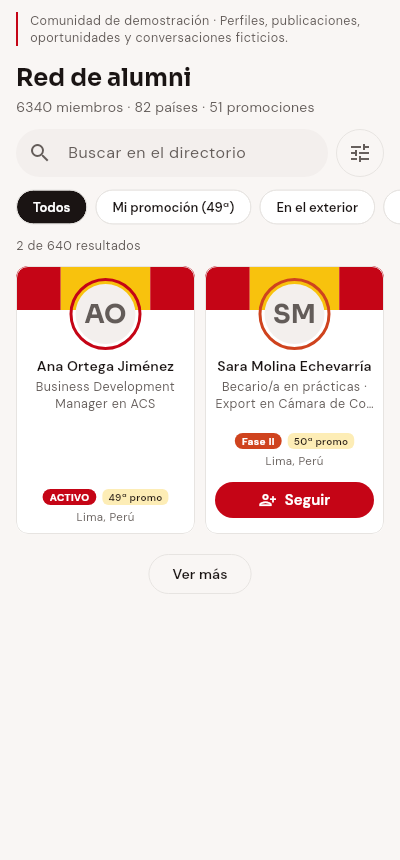 Comunidad de demostración · Perfiles, publicaciones,
oportunidades y conversaciones ficticios.
Red de alumni
6340 miembros · 82 países · 51 promociones
Buscar en el directorio
Todos
Mi promoción (49ª)
En el exterior
2 de 640 resultados
AO
Ana Ortega Jiménez
Business Development
Manager en ACS
ACTIVO
49ª promo
Lima, Perú
SM
Sara Molina Echevarría
Becario/a en prácticas ·
Export en Cámara de Co…
Fase II
50ª promo
Lima, Perú
Seguir
Ver más